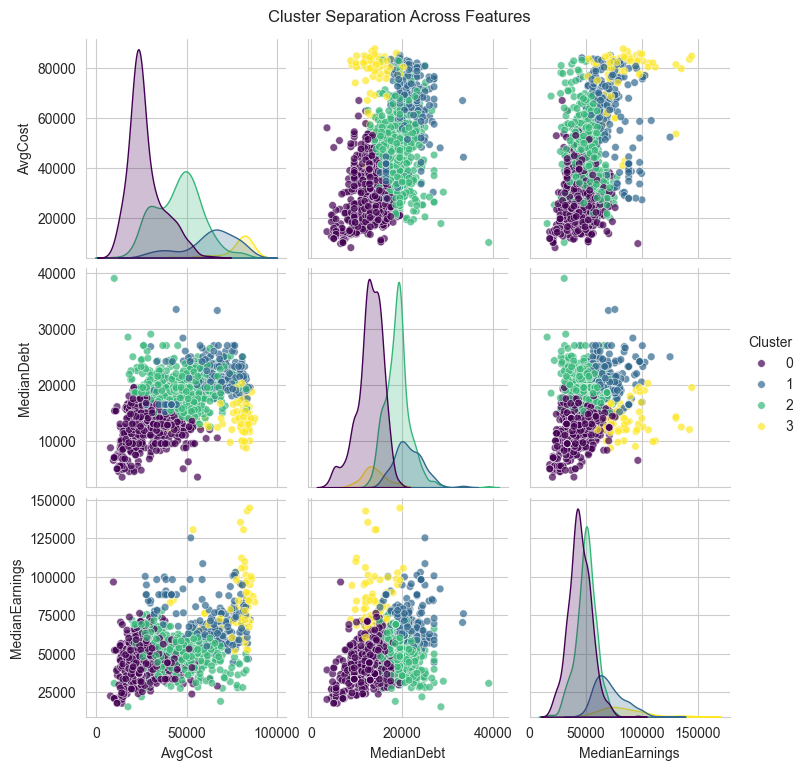 Cluster Separation Across Features
80000
60000
40000
20000
AvgCost
40000
30000
20000
10000
MedianDebt
Cluster
0
1
2
3
150000
125000
100000
75000
50000
25000
MedianEarnings
0 50000 100000
0 20000 40000
0 50000 100000 150000
AvgCost MedianDebt MedianEarnings